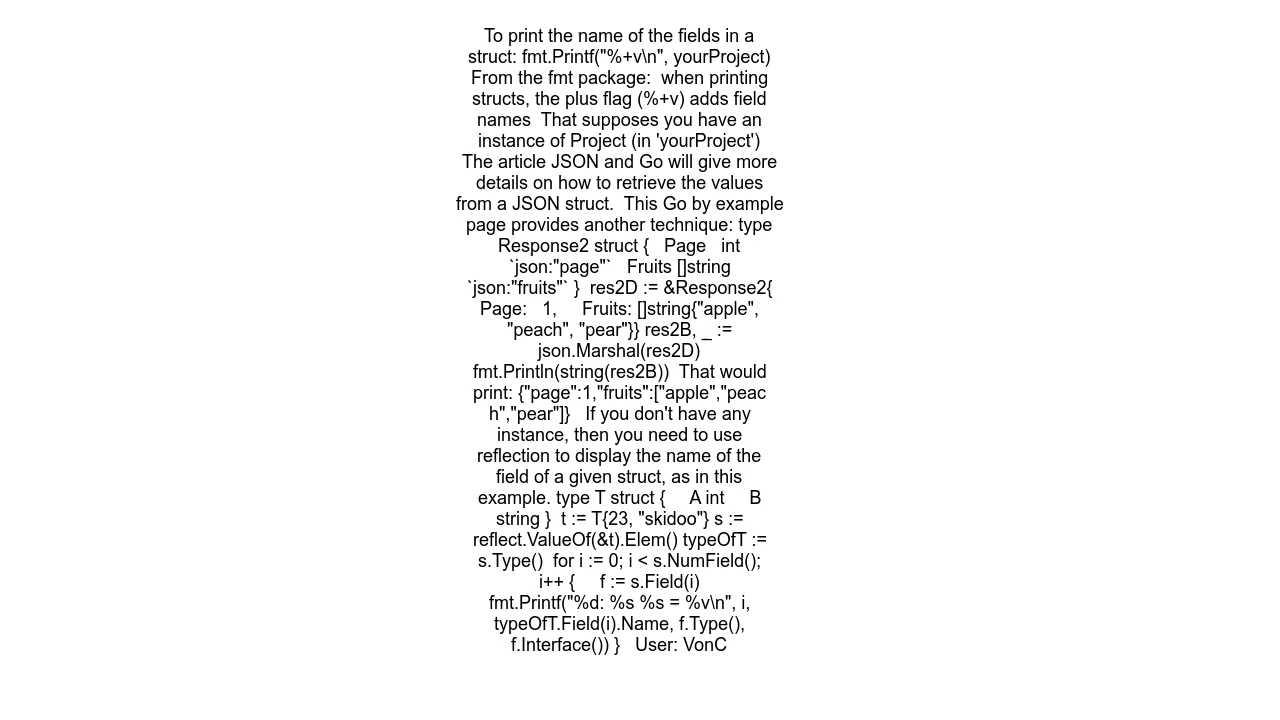 To print the name of the fields in a
struct: fmt.Printf("%+v\n", yourProject)
From the fmt package:  when printing
structs, the plus flag (%+v) adds field
names  That supposes you have an
instance of Project (in 'yourProject')
The article JSON and Go will give more
details on how to retrieve the values
from a JSON struct.  This Go by example
page provides another technique: type
Response2 struct {   Page   int
`json:"page"`   Fruits []string
`json:"fruits"` }  res2D := &Response2{
Page:   1,     Fruits: []string{"apple",
"peach", "pear"}} res2B, _ :=
json.Marshal(res2D)
fmt.Println(string(res2B))  That would
print: {"page":1,"fruits":["apple","peac
h","pear"]}   If you don't have any
instance, then you need to use
reflection to display the name of the
field of a given struct, as in this
example. type T struct {     A int     B
string }  t := T{23, "skidoo"} s :=
reflect.ValueOf(&t).Elem() typeOfT :=
s.Type()  for i := 0; i < s.NumField();
i++ {     f := s.Field(i)
fmt.Printf("%d: %s %s = %v\n", i,
typeOfT.Field(i).Name, f.Type(),
f.Interface()) }   User: VonC